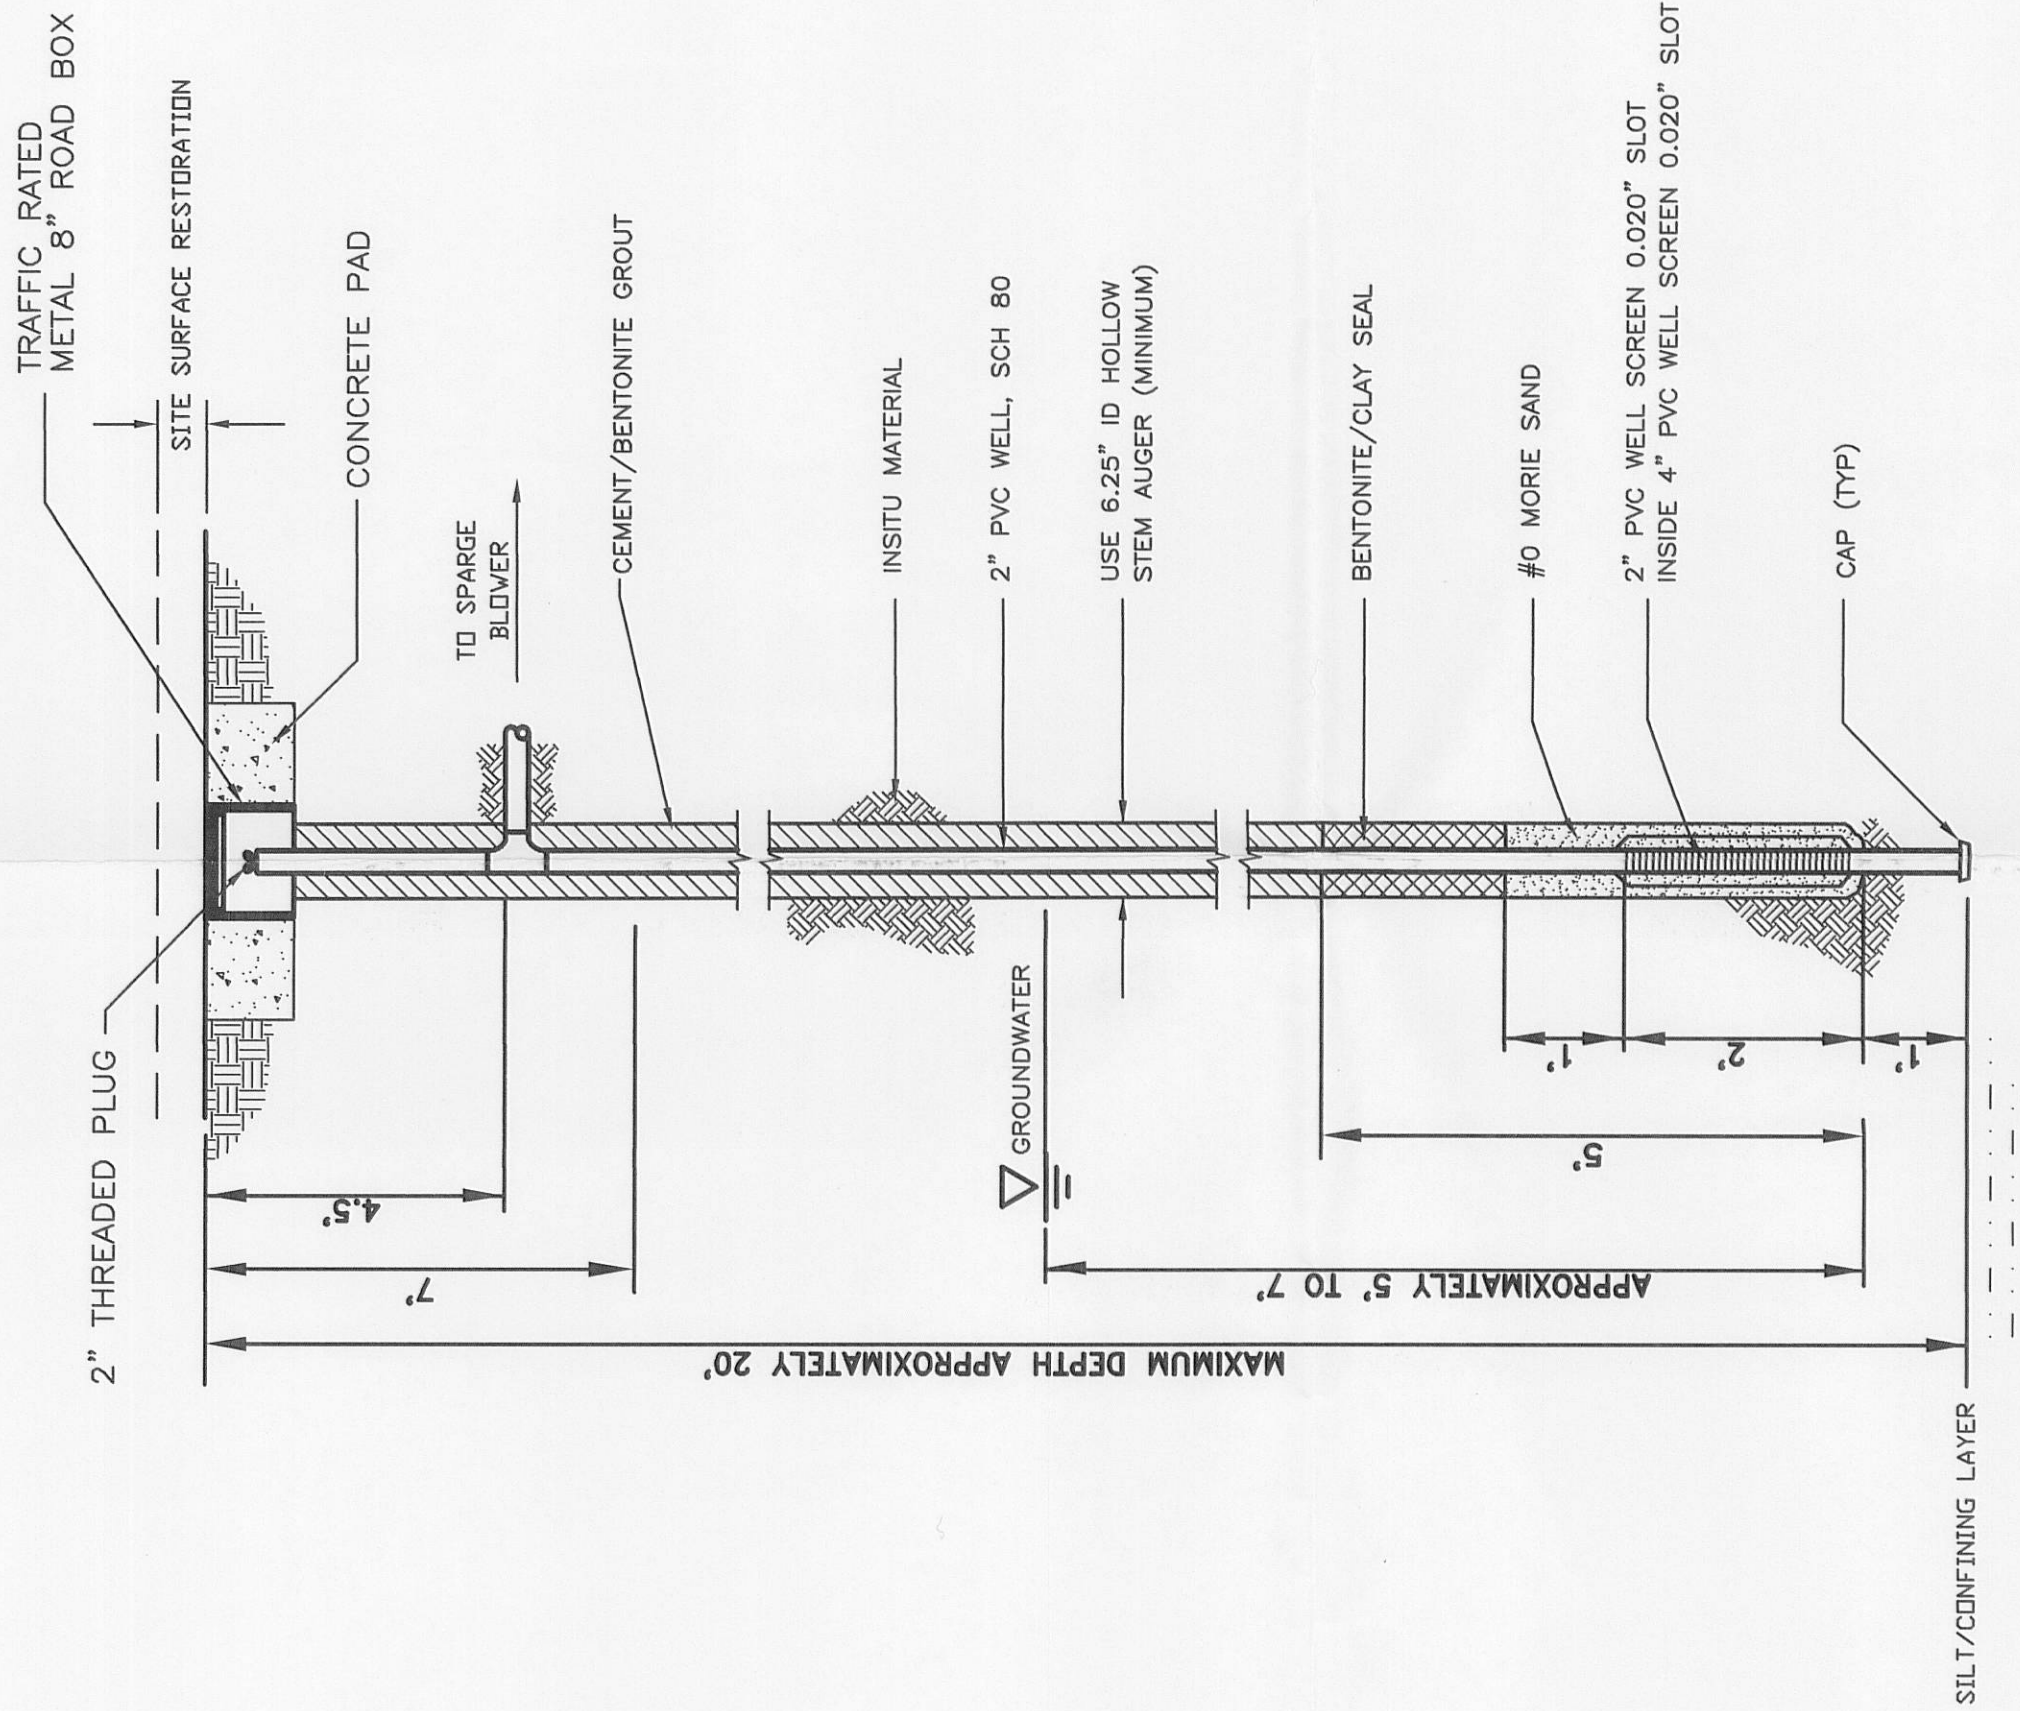 TRAFFIC RATED
METAL 8" ROAD BOX
SITE SURFACE RESTORATION
CONCRETE PAD
2" THREADED PLUG
TO SPARGE
BLOWER
CEMENT/BENTONITE GROUT
INSITU MATERIAL
2" PVC WELL, SCH 80
USE 6.25" ID HOLLOW
STEM AUGER (MINIMUM)
BENTONITE/CLAY SEAL
#0 MORIE SAND
2" PVC WELL SCREEN 0.020" SLOT
INSIDE 4" PVC WELL SCREEN 0.020" SLOT
CAP (TYP)
4.5'
7'
GROUNDWATER
1'
2'
1'
5'
APPROXIMATELY 5' TO 7'
MAXIMUM DEPTH APPROXIMATELY 20'
SILT/CONFINING LAYER